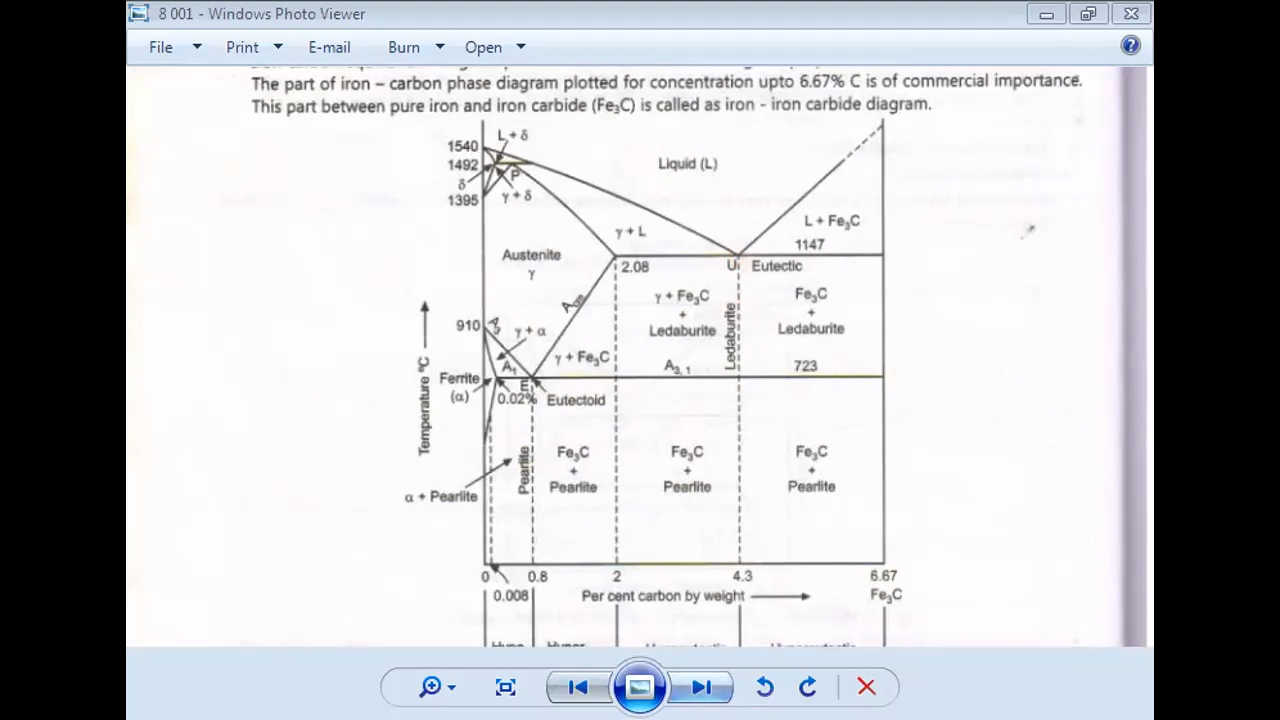 8 001 - Windows Photo Viewer
File Print E-mail Burn Open
The part of iron – carbon phase diagram plotted for concentration upto 6.67% C is of commercial importance.
This part between pure iron and iron carbide (Fe₃C) is called as iron - iron carbide diagram.
L + δ
1540
1492
δ
P
1395
γ + δ
Liquid (L)
L + Fe₃C
γ + L
1147
Austenite
γ
2.08
U
Eutectic
Acm
γ + Fe₃C
+
Ledaburite
Ledaburite
Fe₃C
+
Ledaburite
910
A₃
γ + α
γ + Fe₃C
A₁
A₃, ₁
723
Temperature ºC
Ferrite
(α)
E
0.02%
Eutectoid
α + Pearlite
Pearlite
Fe₃C
+
Pearlite
Fe₃C
+
Pearlite
Fe₃C
+
Pearlite
0 0.8 2 4.3 6.67
0.008
Per cent carbon by weight
Fe₃C